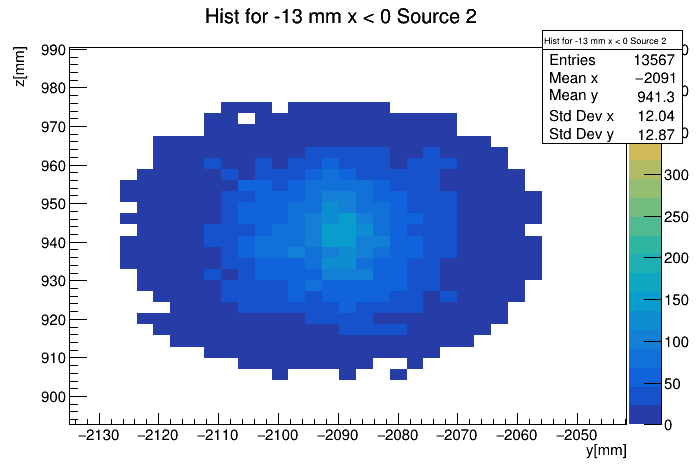 Hist for -13 mm x < 0 Source 2
z[mm]
990
980
970
960
950
940
930
920
910
900
−2130 −2120 −2110 −2100 −2090 −2080 −2070 −2060 −2050
y[mm]
Hist for -13 mm x < 0 Source 2
Entries 13567
Mean x −2091
Mean y 941.3
Std Dev x 12.04
Std Dev y 12.87
300
250
200
150
100
50
0